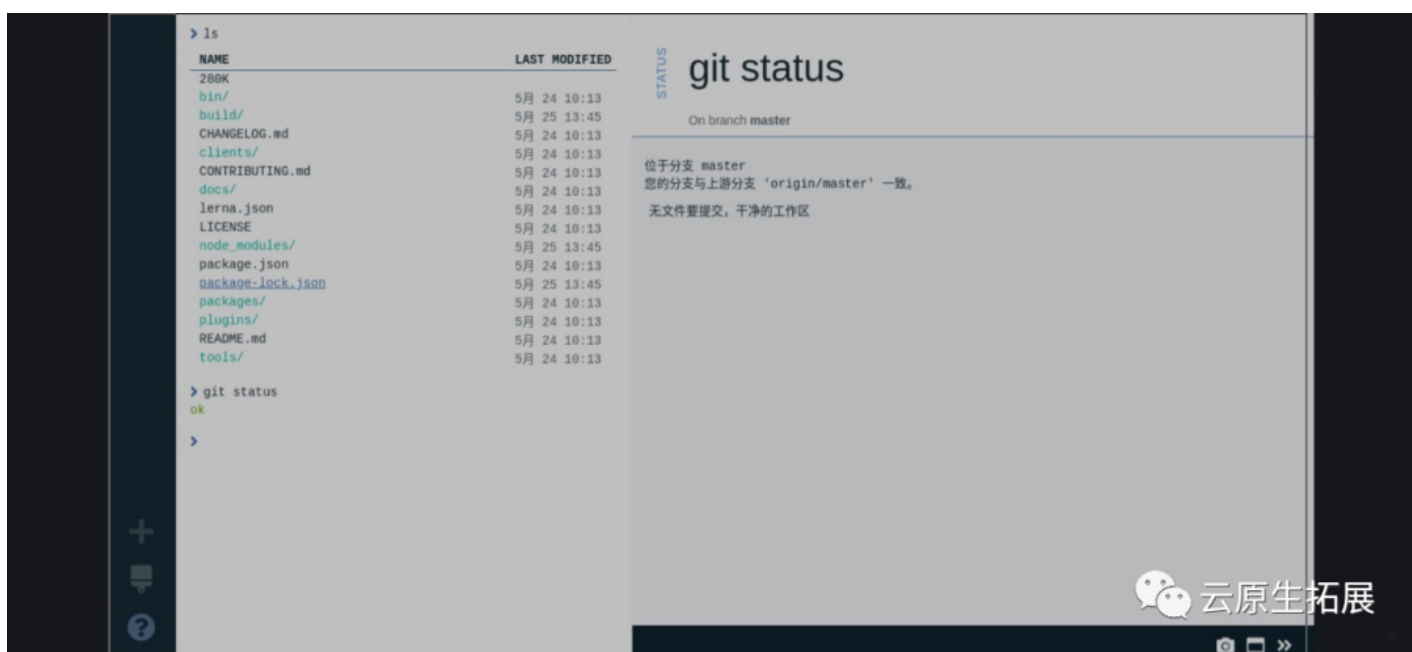 ls
NAME LAST MODIFIED
280K
bin/ 5月 24 10:13
build/ 5月 25 13:45
CHANGELOG.md 5月 24 10:13
clients/ 5月 24 10:13
CONTRIBUTING.md 5月 24 10:13
docs/ 5月 24 10:13
lerna.json 5月 24 10:13
LICENSE 5月 24 10:13
node_modules/ 5月 25 13:45
package.json 5月 24 10:13
package-lock.json 5月 25 13:45
packages/ 5月 24 10:13
plugins/ 5月 24 10:13
README.md 5月 24 10:13
tools/ 5月 24 10:13
git status
ok
STATUS
git status
On branch master
位于分支 master
您的分支与上游分支 'origin/master' 一致。
无文件要提交，干净的工作区
云原生拓展